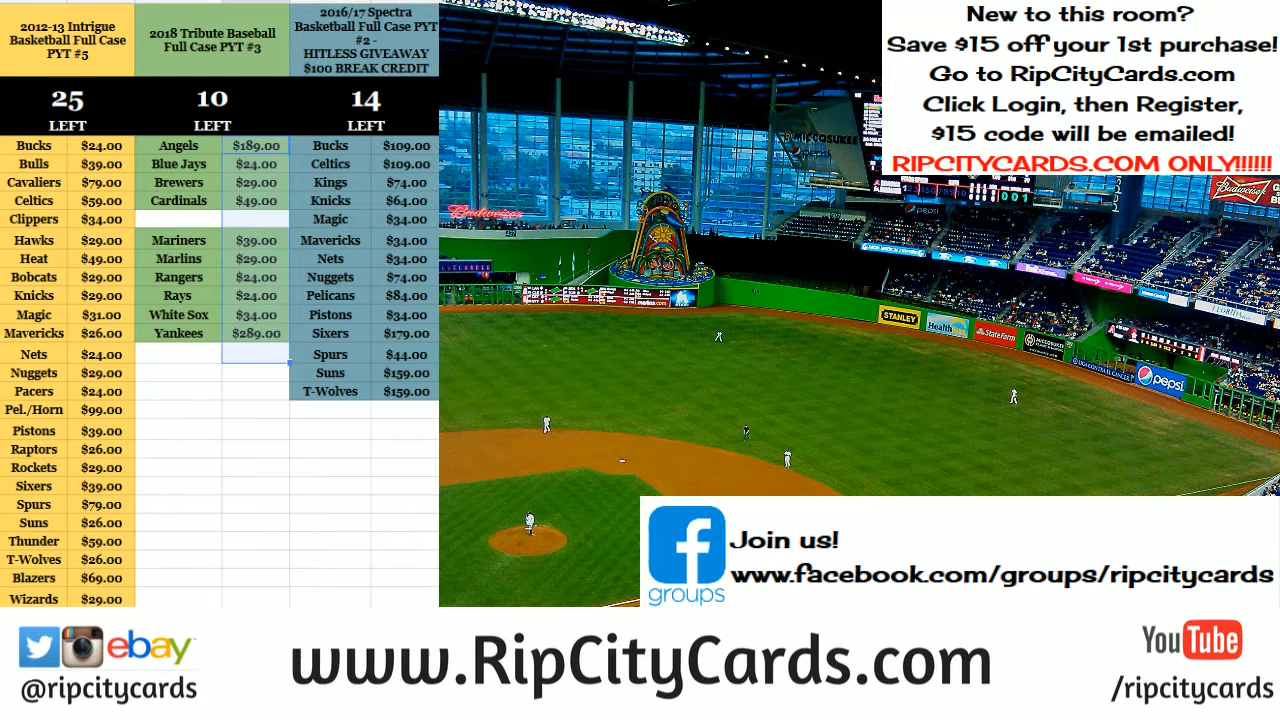 2012-13 Intrigue
Basketball Full Case
PYT #5
25
LEFT
Bucks $24.00
Bulls $39.00
Cavaliers $79.00
Celtics $59.00
Clippers $34.00
Hawks $29.00
Heat $49.00
Bobcats $29.00
Knicks $29.00
Magic $31.00
Mavericks $26.00
Nets $24.00
Nuggets $29.00
Pacers $24.00
Pel./Horn $99.00
Pistons $39.00
Raptors $26.00
Rockets $29.00
Sixers $39.00
Spurs $79.00
Suns $26.00
Thunder $59.00
T-Wolves $26.00
Blazers $69.00
Wizards $29.00
2018 Tribute Baseball
Full Case PYT #3
10
LEFT
Angels $189.00
Blue Jays $24.00
Brewers $29.00
Cardinals $49.00
Mariners $39.00
Marlins $29.00
Rangers $24.00
Rays $24.00
White Sox $34.00
Yankees $289.00
2016/17 Spectra
Basketball Full Case PYT
#2 -
HITLESS GIVEAWAY
$100 BREAK CREDIT
14
LEFT
Bucks $109.00
Celtics $109.00
Kings $74.00
Knicks $64.00
Magic $34.00
Mavericks $34.00
Nets $34.00
Nuggets $74.00
Pelicans $84.00
Pistons $34.00
Sixers $179.00
Spurs $44.00
Suns $159.00
T-Wolves $159.00
New to this room?
Save $15 off your 1st purchase!
Go to RipCityCards.com
Click Login, then Register,
$15 code will be emailed!
RIPCITYCARDS.COM ONLY!!!!!!
MICCOSUKEE
Budweiser
Budweiser
pepsi
STANLEY
Health
State Farm
MICCOSUKEE
pepsi
f
groups
Join us!
www.facebook.com/groups/ripcitycards
ebay
@ripcitycards
www.RipCityCards.com
YouTube
/ripcitycards